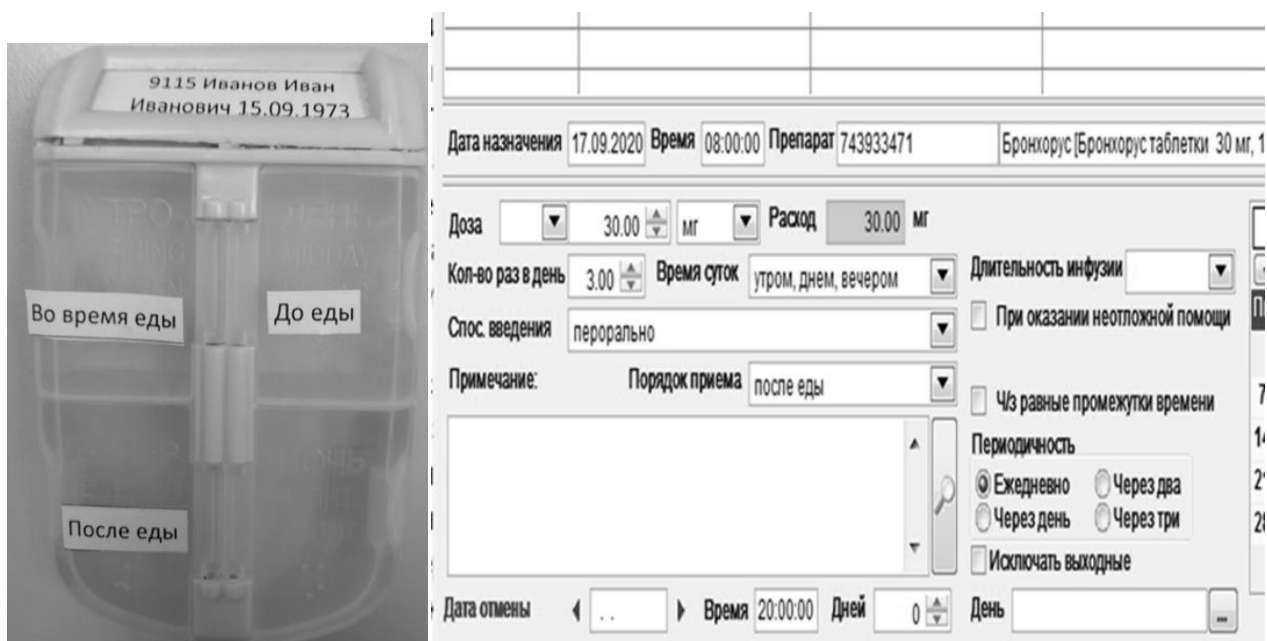 9115 Иванов Иван
Иванович 15.09.1973
УТРО
ДЕНЬ
Во время еды
До еды
После еды
Дата назначения 17.09.2020 Время 08:00:00 Препарат 743933471 Бронхорус [Бронхорус таблетки 30 мг, 1
Доза 30.00 мг Расход 30.00 мг
Кол-во раз в день 3.00 Время суток утром, днем, вечером Длительность инфузии
При оказании неотложной помощи
Спос. введения перорально
Примечание: Порядок приема после еды
Ч/з равные промежутки времени
Периодичность
Ежедневно Через два
Через день Через три
Исключать выходные
Дата отмены . . Время 20:00:00 Дней 0 День ...